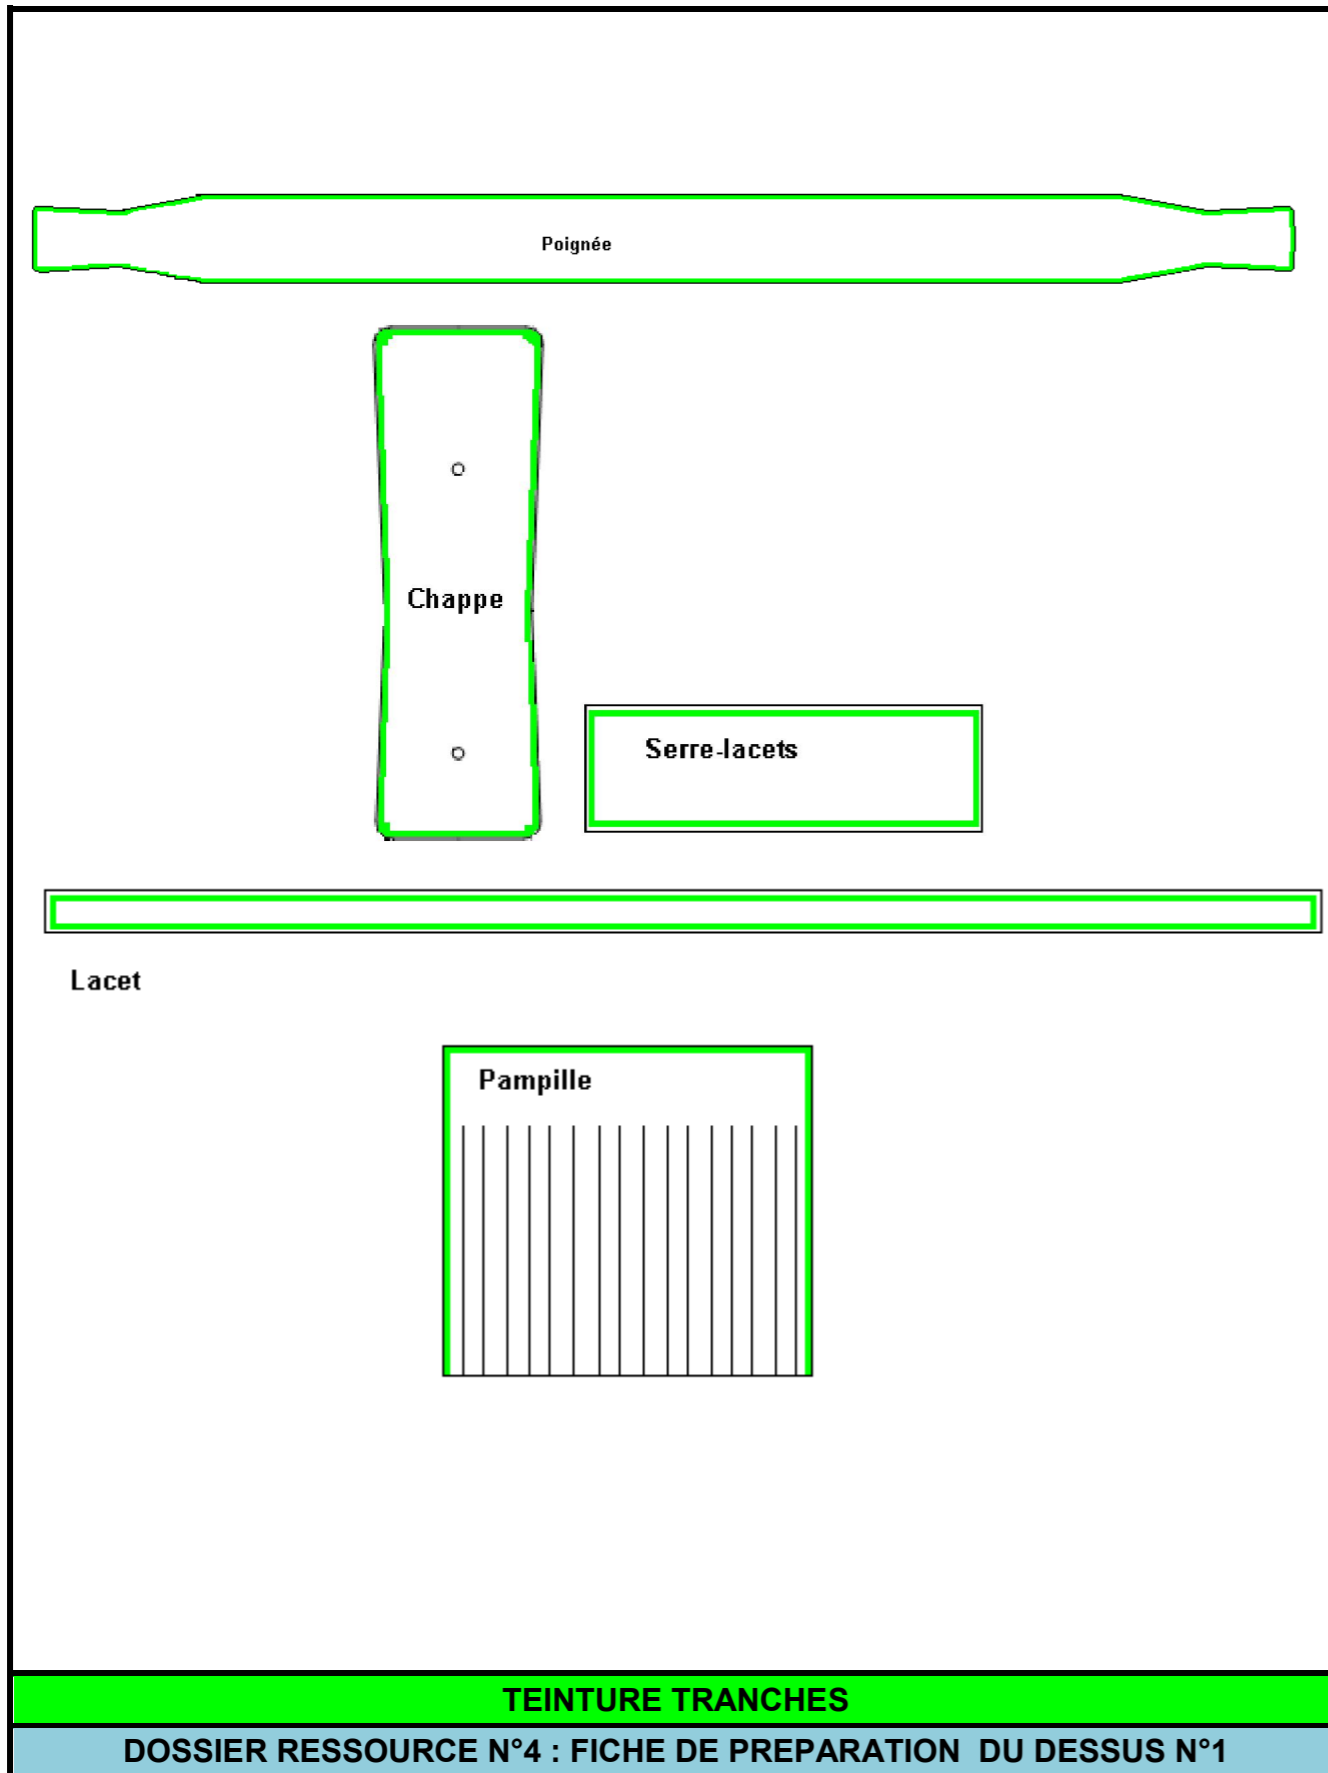 Poignée
Chappe
Serre-lacets
Lacet
Pampille
TEINTURE TRANCHES
DOSSIER RESSOURCE N°4 : FICHE DE PREPARATION DU DESSUS N°1